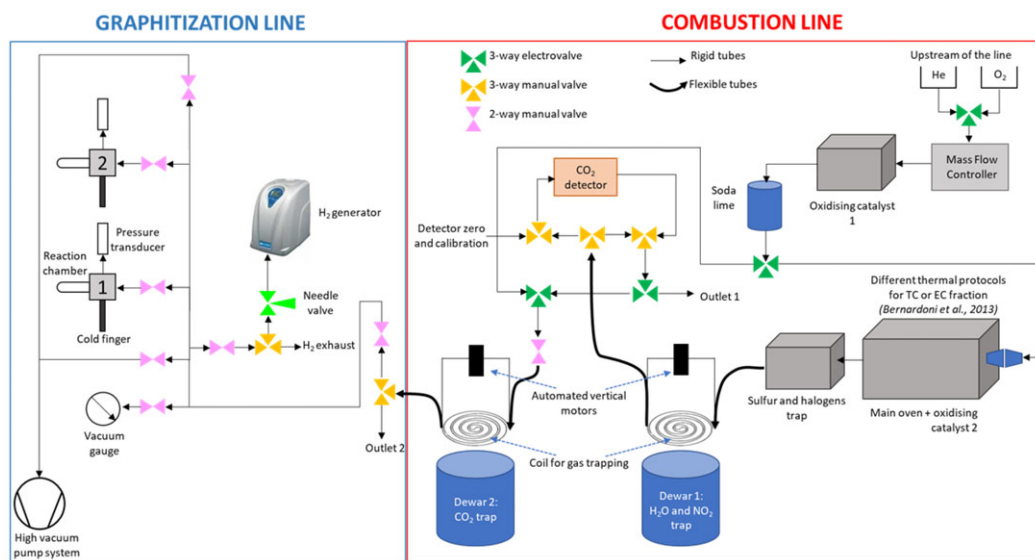 GRAPHITIZATION LINE
COMBUSTION LINE
3-way electrovalve
3-way manual valve
2-way manual valve
Rigid tubes
Flexible tubes
Upstream of the line
He
O₂
Mass Flow
Controller
Oxidising catalyst
1
Soda
lime
CO₂
detector
Detector zero
and calibration
Outlet 1
2
H₂ generator
Pressure
transducer
Reaction
chamber
1
Cold finger
Needle
valve
H₂ exhaust
Vacuum
gauge
High vacuum
pump system
Outlet 2
Automated vertical
motors
Coil for gas trapping
Dewar 2:
CO₂ trap
Dewar 1:
H₂O and NO₂
trap
Different thermal protocols
for TC or EC fraction
(Bernardoni et al., 2013)
Sulfur and halogens
trap
Main oven + oxidising
catalyst 2